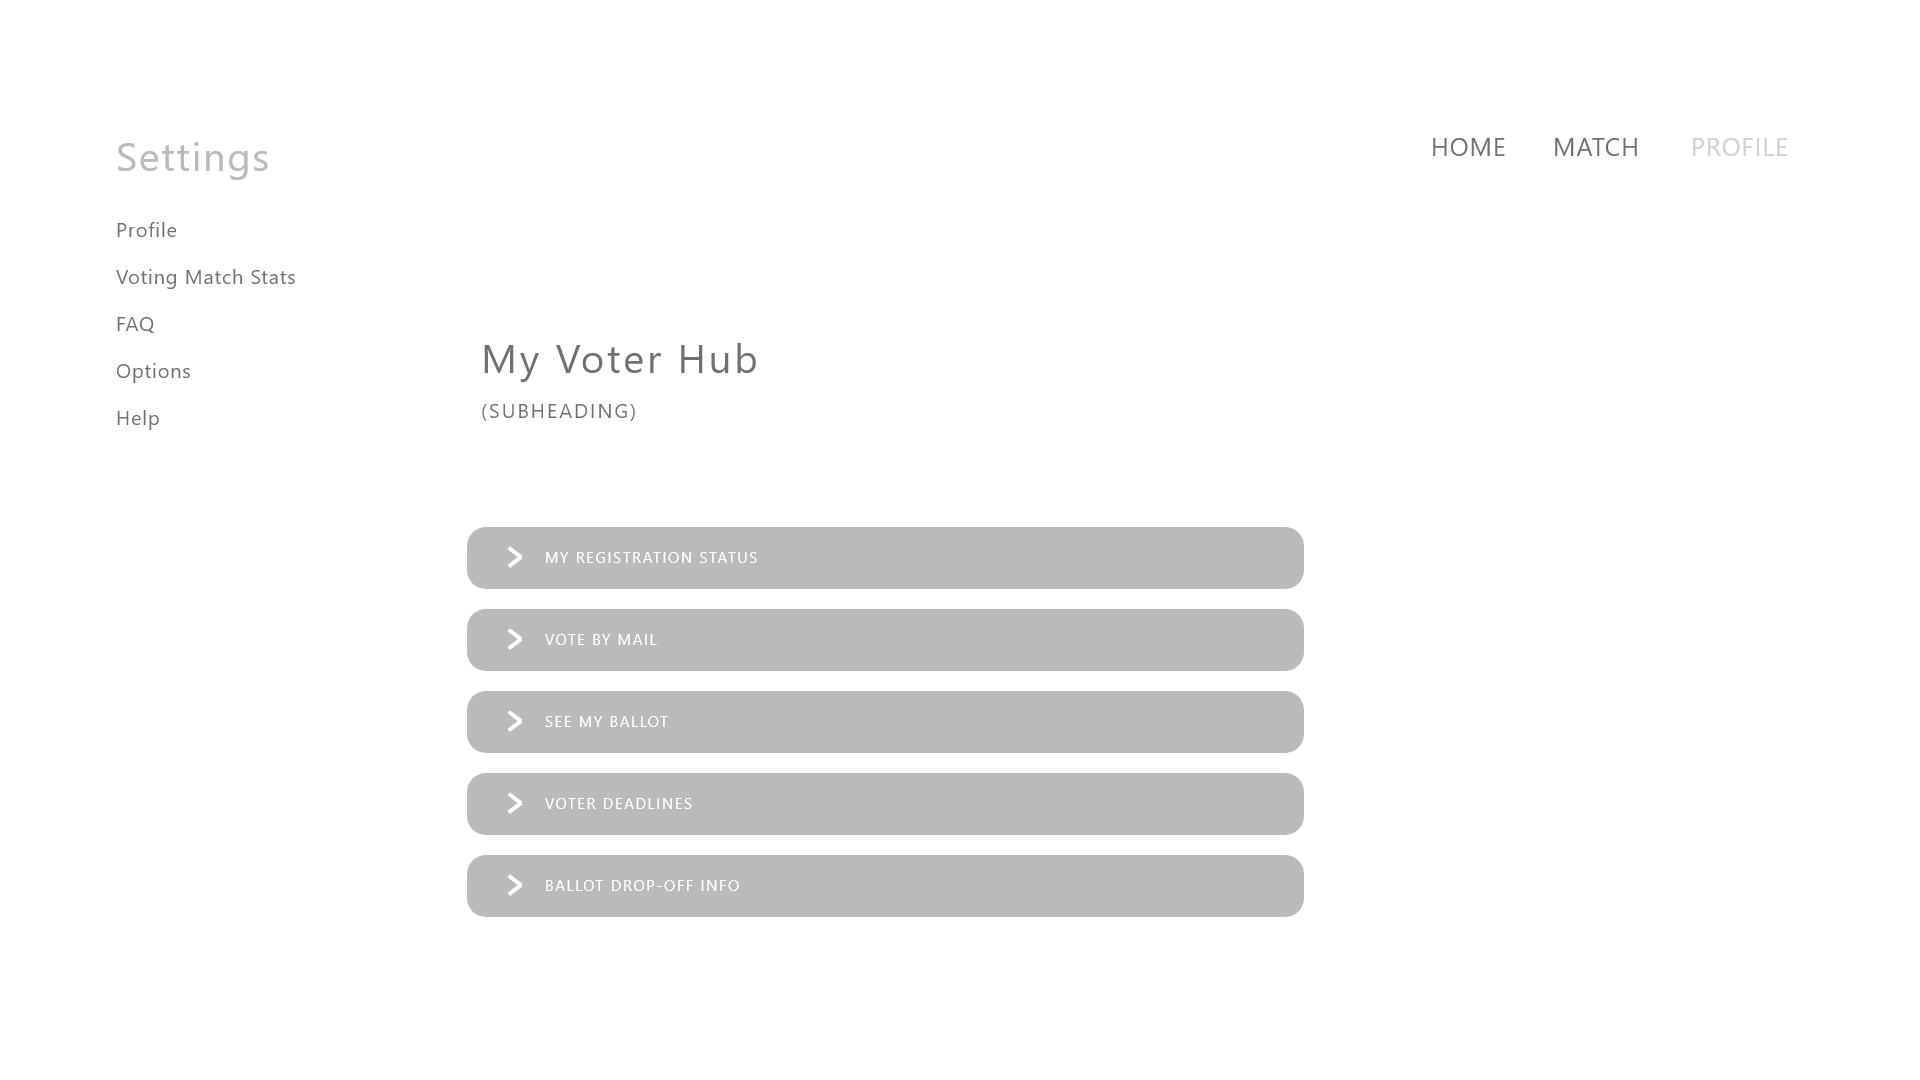 Settings
HOME MATCH PROFILE
Profile
Voting Match Stats
FAQ
Options
Help
My Voter Hub
(SUBHEADING)
MY REGISTRATION STATUS
VOTE BY MAIL
SEE MY BALLOT
VOTER DEADLINES
BALLOT DROP-OFF INFO